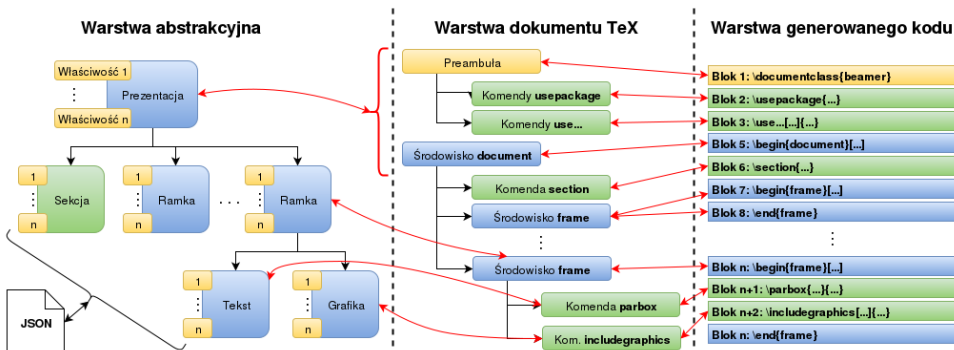 Warstwa abstrakcyjna
Właściwość 1
Prezentacja
Właściwość n
1
Sekcja
n
1
Ramka
n
. . .
1
Ramka
n
1
Tekst
n
1
Grafika
n
JSON
Warstwa dokumentu TeX
Preambuła
Komendy usepackage
Komendy use...
Środowisko document
Komenda section
Środowisko frame
Środowisko frame
Komenda parbox
Kom. includegraphics
Warstwa generowanego kodu
Blok 1: \documentclass{beamer}
Blok 2: \usepackage{...}
Blok 3: \use...[...]{...}
Blok 5: \begin{document}[...]
Blok 6: \section{...}
Blok 7: \begin{frame}[...]
Blok 8: \end{frame}
Blok n: \begin{frame}[...]
Blok n+1: \parbox{...}{...}
Blok n+2: \includegraphics[...]{...}
Blok n: \end{frame}